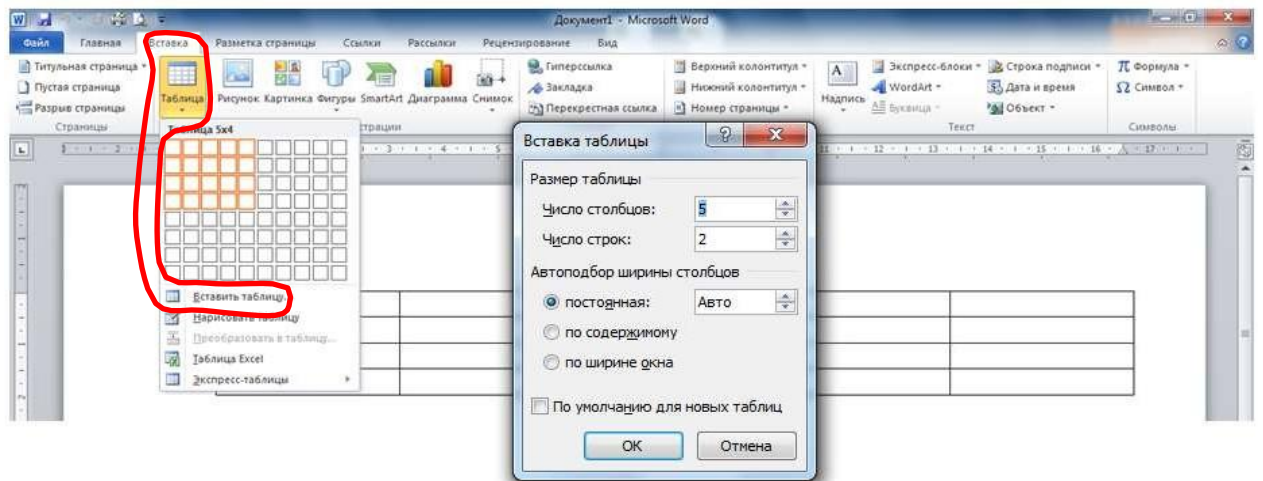 Документ1 - Microsoft Word
Файл Главная Вставка Разметка страницы Ссылки Рассылки Рецензирование Вид
Титульная страница
Пустая страница
Разрыв страницы
Страницы
Таблица
Рисунок Картинка Фигуры SmartArt Диаграмма Снимок
Гиперссылка
Закладка
Перекрестная ссылка
Верхний колонтитул
Нижний колонтитул
Номер страницы
Надпись
Экспресс-блоки
WordArt
Буквица
Строка подписи
Дата и время
Объект
Текст
Формула
Символ
Символы
Таблица 5x4
Вставить таблицу...
Нарисовать таблицу
Преобразовать в таблицу...
Таблица Excel
Экспресс-таблицы
Вставка таблицы
Размер таблицы
Число столбцов: 5
Число строк: 2
Автоподбор ширины столбцов
постоянная: Авто
по содержимому
по ширине окна
По умолчанию для новых таблиц
ОК Отмена